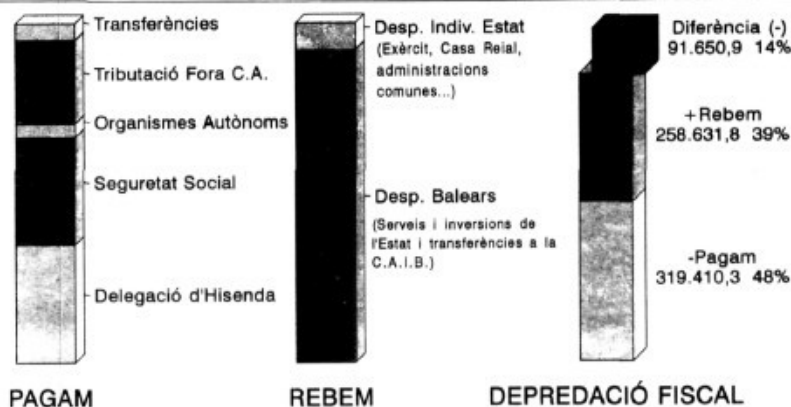 Transferències
Tributació Fora C.A.
Organismes Autònoms
Seguretat Social
Delegació d'Hisenda
PAGAM
Desp. Indiv. Estat
(Exèrcit, Casa Reial,
administracions
comunes...)
Desp. Balears
(Serveis i inversions de
l'Estat i transferències a la
C.A.I.B.)
REBEM
Diferència (-)
91.650,9 14%
+Rebem
258.631,8 39%
-Pagam
319.410,3 48%
DEPREDACIÓ FISCAL